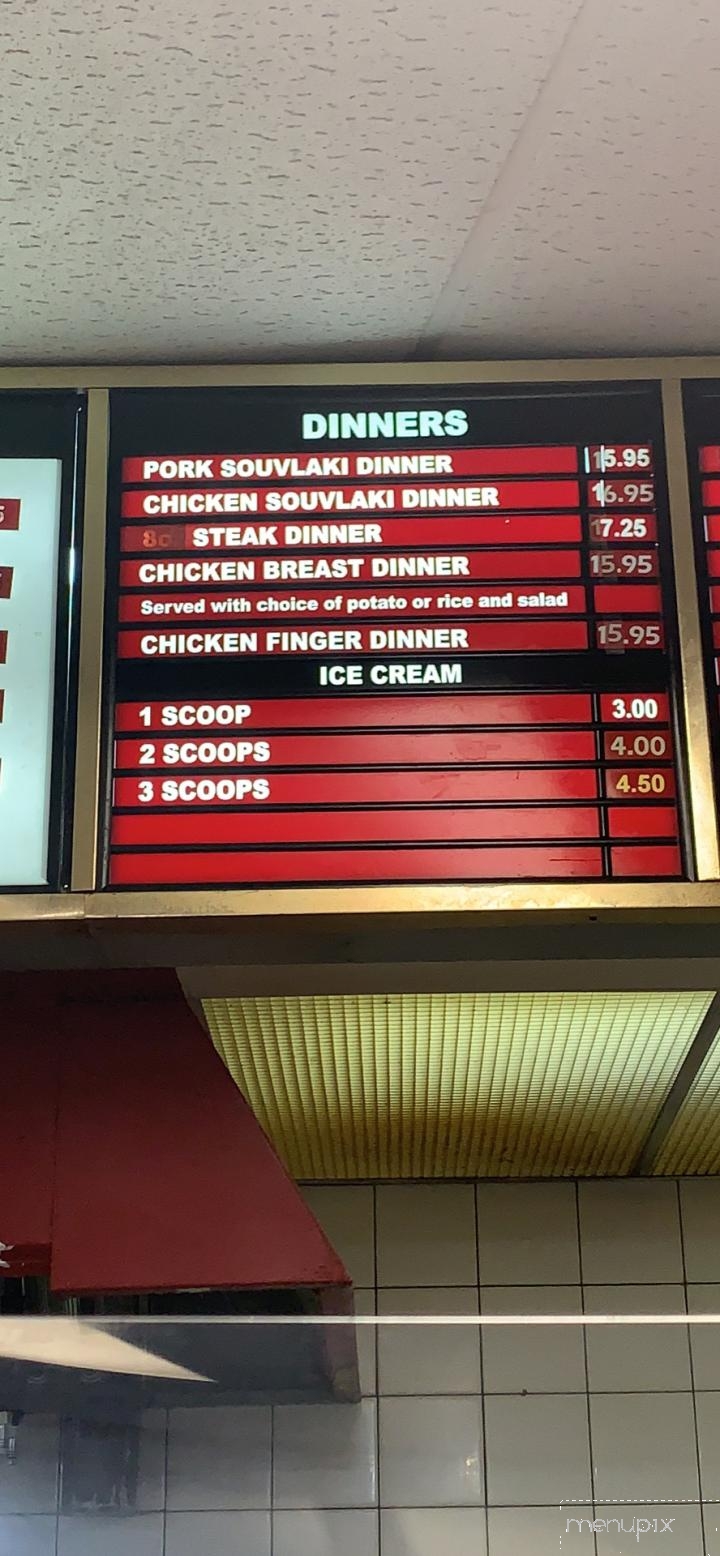 DINNERS
PORK SOUVLAKI DINNER 15.95
CHICKEN SOUVLAKI DINNER 16.95
STEAK DINNER 17.25
CHICKEN BREAST DINNER 15.95
Served with choice of potato or rice and salad
CHICKEN FINGER DINNER 15.95
ICE CREAM
1 SCOOP 3.00
2 SCOOPS 4.00
3 SCOOPS 4.50
menupix